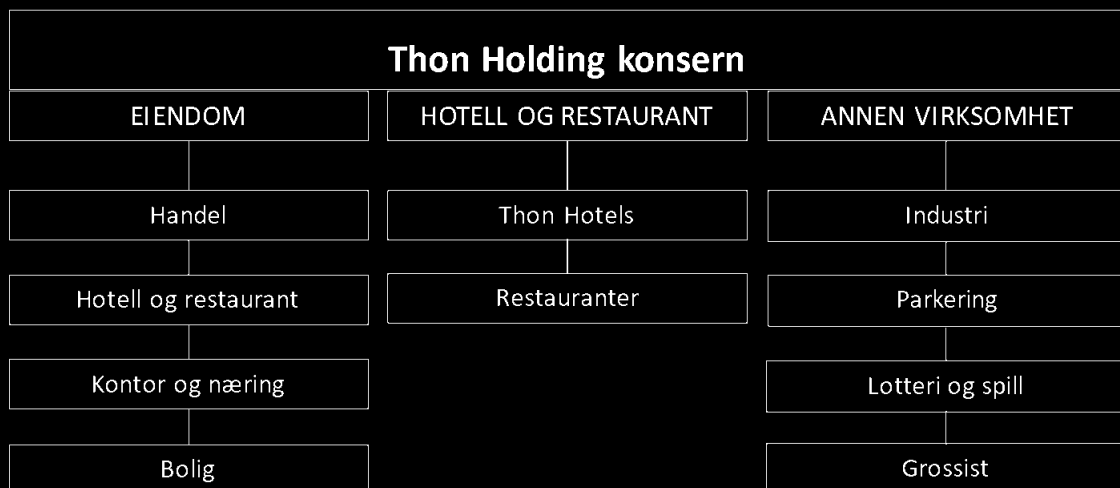 Thon Holding konsern
EIENDOM
Handel
Hotell og restaurant
Kontor og næring
Bolig
HOTELL OG RESTAURANT
Thon Hotels
Restauranter
ANNEN VIRKSOMHET
Industri
Parkering
Lotteri og spill
Grossist